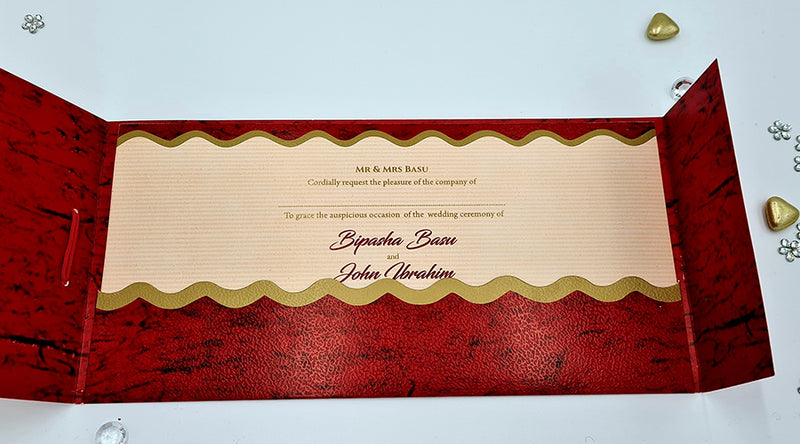 Mr & Mrs Basu
Cordially request the pleasure of the company of
To grace the auspicious occasion of the wedding ceremony of
Bipasha Basu
and
John Ibrahim